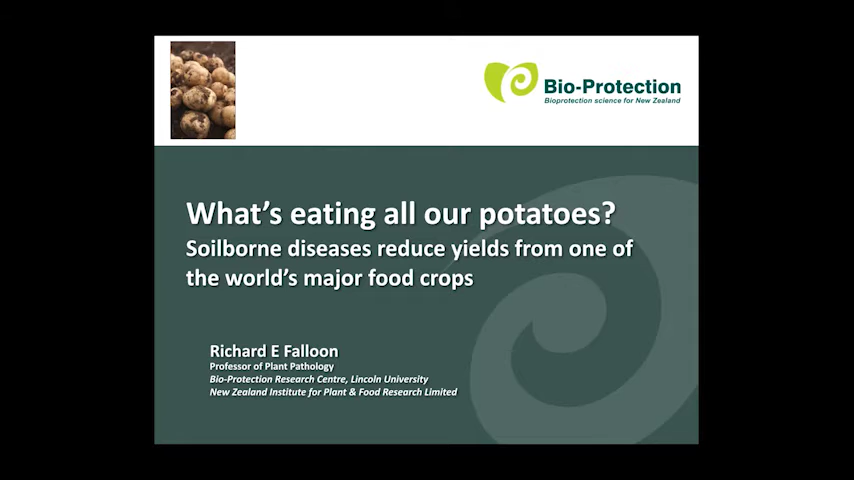 Bio-Protection
Bioprotection science for New Zealand
What's eating all our potatoes?
Soilborne diseases reduce yields from one of
the world's major food crops
Richard E Falloon
Professor of Plant Pathology
Bio-Protection Research Centre, Lincoln University
New Zealand Institute for Plant & Food Research Limited